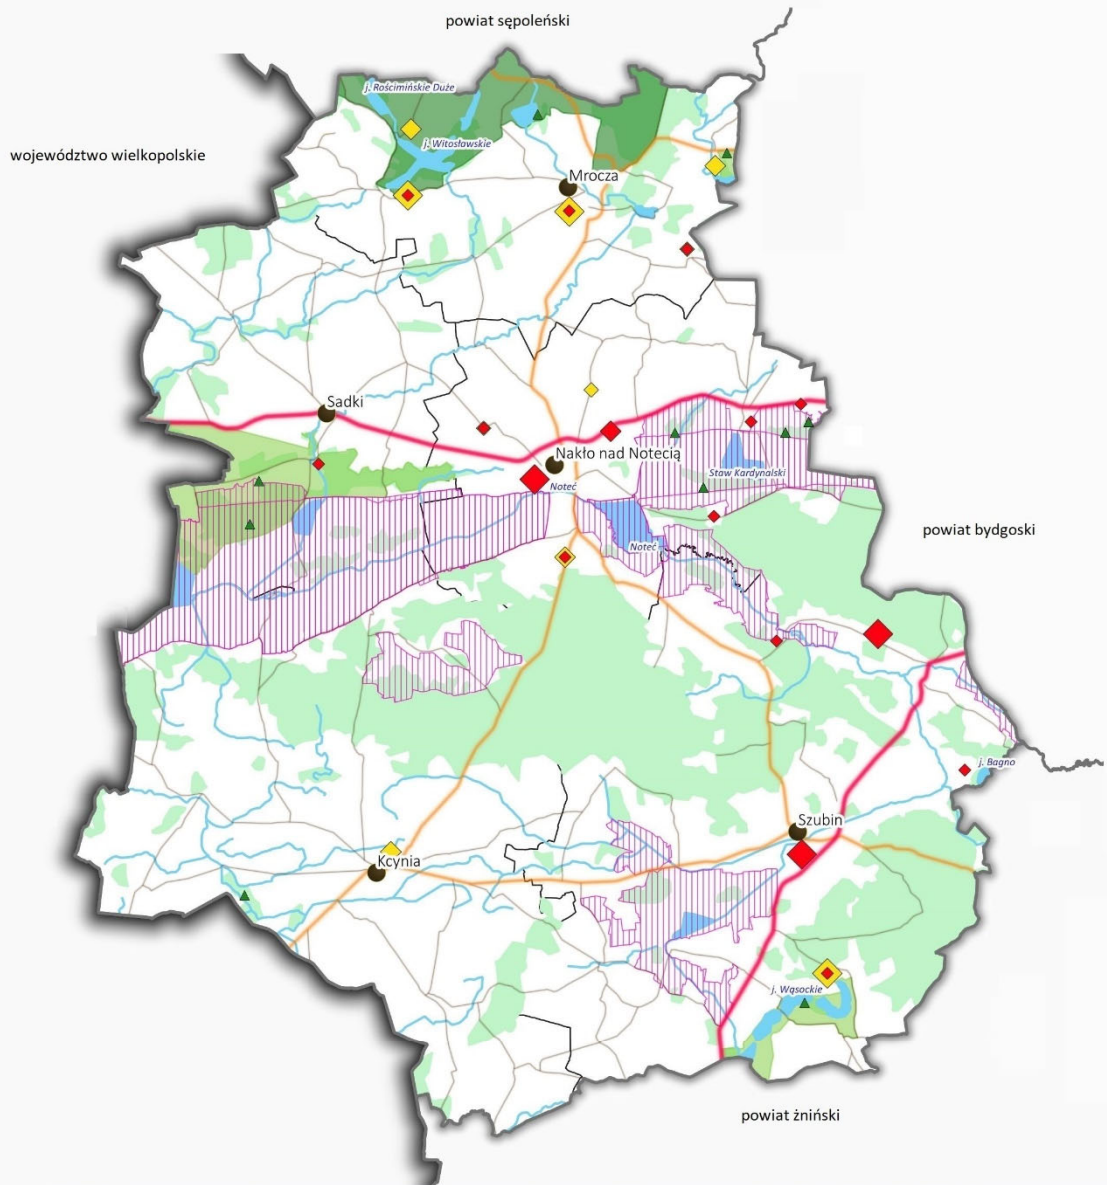 powiat sępoleński
j. Rościmińskie Duże
j. Witosławskie
województwo wielkopolskie
Mrocza
Sadki
Nakło nad Notecią
Staw Kardynalski
Noteć
powiat bydgoski
Noteć
j. Bagno
Szubin
Kcynia
j. Wąsockie
powiat żniński